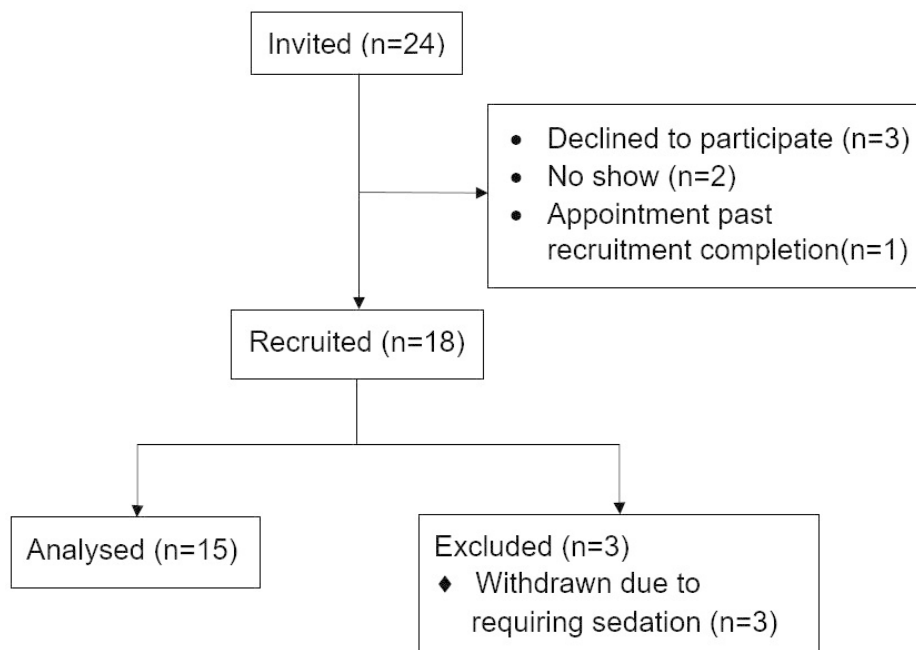 Invited (n=24)
• Declined to participate (n=3)
• No show (n=2)
• Appointment past
recruitment completion(n=1)
Recruited (n=18)
Analysed (n=15)
Excluded (n=3)
♦ Withdrawn due to
requiring sedation (n=3)